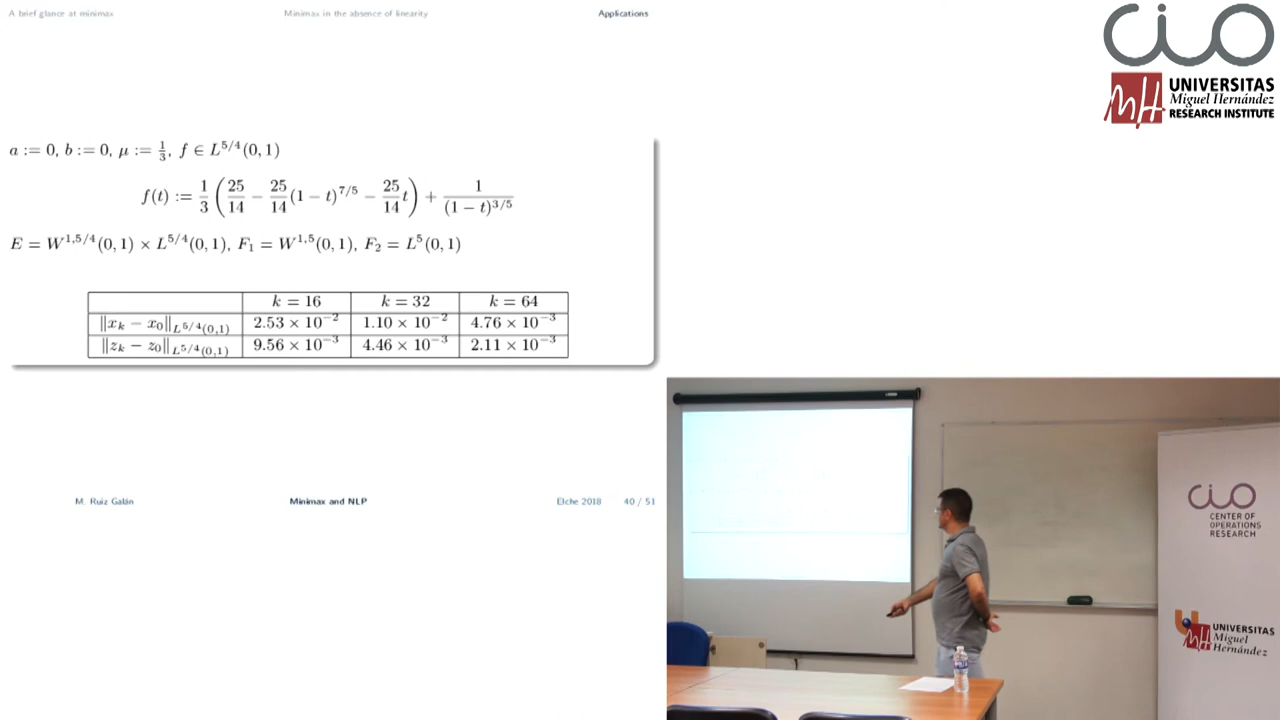 A brief glance at minimax
Minimax in the absence of linearity
Applications
a := 0, b := 0, μ := 1/3, f ∈ L^{5/4}(0, 1)
f(t) := 1/3 (25/14 − 25/14 (1 − t)^{7/5} − 25/14 t) + 1/(1 − t)^{3/5}
E = W^{1,5/4}(0, 1) × L^{5/4}(0, 1), F_1 = W^{1,5}(0, 1), F_2 = L^5(0, 1)
k = 16 k = 32 k = 64
‖x_k − x_0‖_{L^{5/4}(0,1)} 2.53 × 10^{−2} 1.10 × 10^{−2} 4.76 × 10^{−3}
‖z_k − z_0‖_{L^{5/4}(0,1)} 9.56 × 10^{−3} 4.46 × 10^{−3} 2.11 × 10^{−3}
M. Ruiz Galán
Minimax and NLP
Elche 2018 40 / 51
CIO
MH
UNIVERSITAS
Miguel Hernández
RESEARCH INSTITUTE
CIO
CENTER OF
OPERATIONS
RESEARCH
MH
UNIVERSITAS
Miguel
Hernández